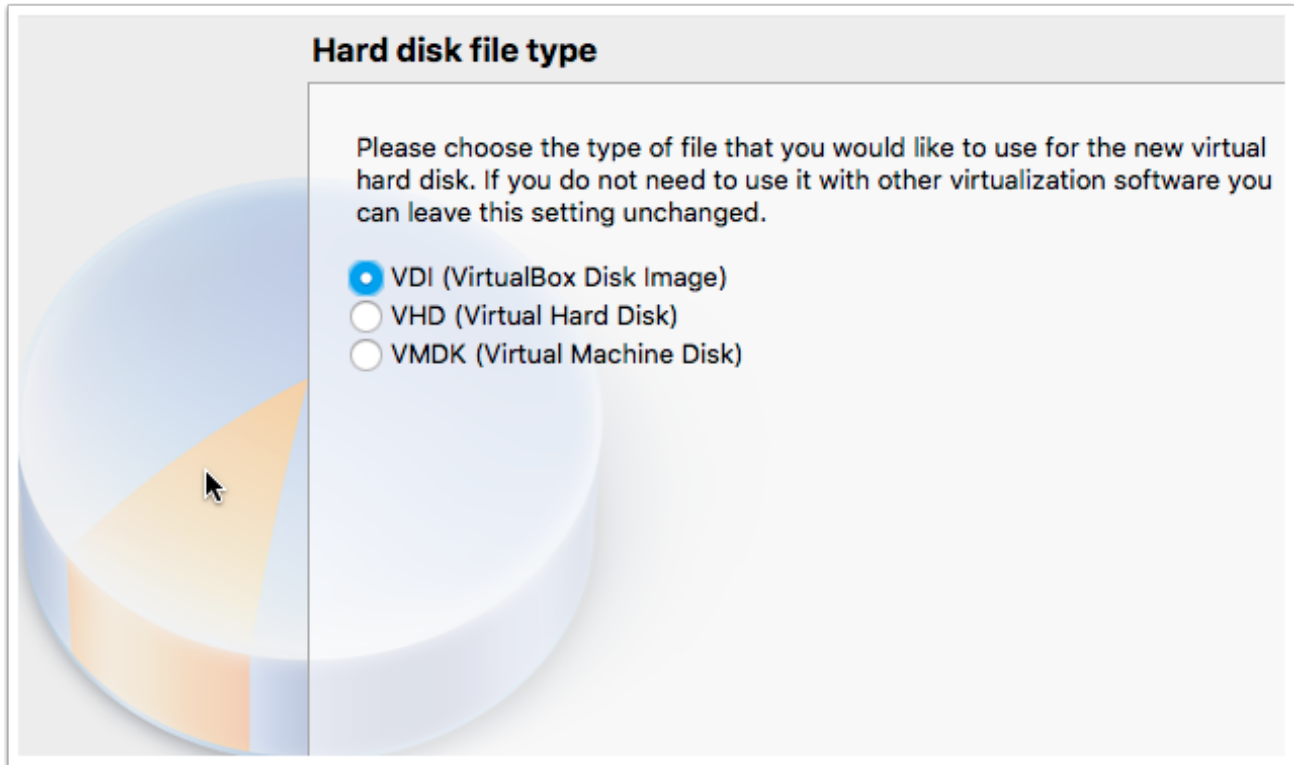 Hard disk file type
Please choose the type of file that you would like to use for the new virtual
hard disk. If you do not need to use it with other virtualization software you
can leave this setting unchanged.
VDI (VirtualBox Disk Image)
VHD (Virtual Hard Disk)
VMDK (Virtual Machine Disk)